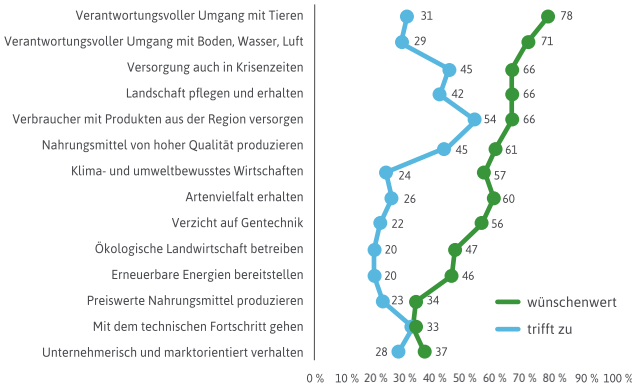 Verantwortungsvoller Umgang mit Tieren 31 78
Verantwortungsvoller Umgang mit Boden, Wasser, Luft 29 71
Versorgung auch in Krisenzeiten 45 66
Landschaft pflegen und erhalten 42 66
Verbraucher mit Produkten aus der Region versorgen 54 66
Nahrungsmittel von hoher Qualität produzieren 45 61
Klima- und umweltbewusstes Wirtschaften 24 57
Artenvielfalt erhalten 26 60
Verzicht auf Gentechnik 22 56
Ökologische Landwirtschaft betreiben 20 47
Erneuerbare Energien bereitstellen 20 46
Preiswerte Nahrungsmittel produzieren 23 34
wünschenwert
Mit dem technischen Fortschritt gehen 33
trifft zu
Unternehmerisch und marktorientiert verhalten 28 37
0 % 10 % 20 % 30 % 40 % 50 % 60 % 70 % 80 % 90 % 100 %